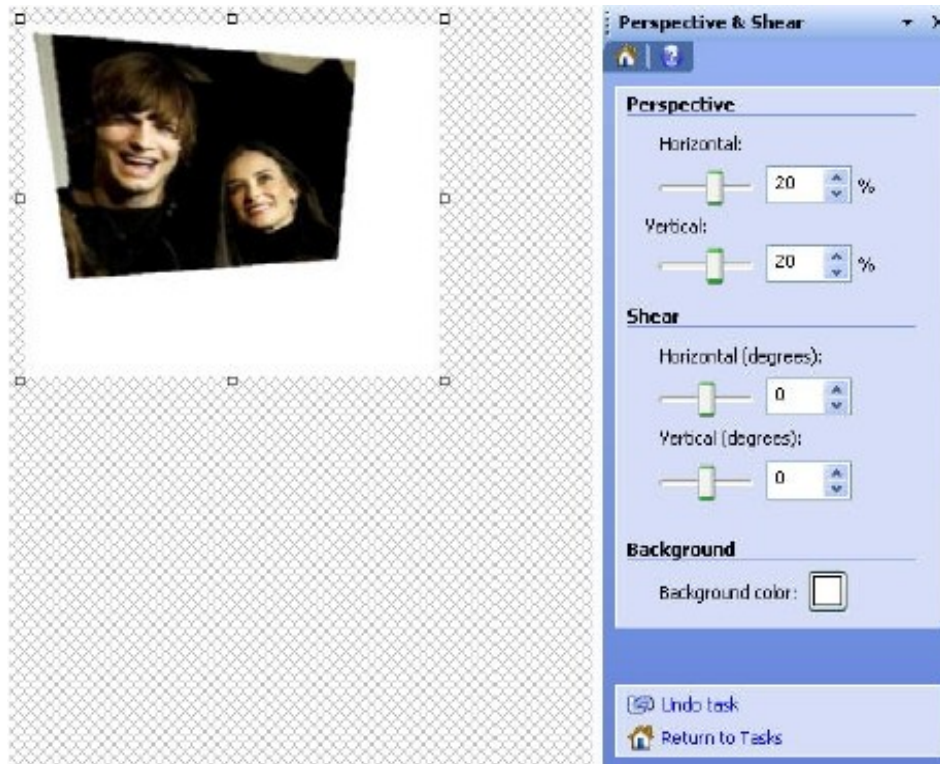 Perspective & Shear
Perspective
Horizontal:
20 %
Vertical:
20 %
Shear
Horizontal (degrees):
0
Vertical (degrees):
0
Background
Background color:
Undo task
Return to Tasks